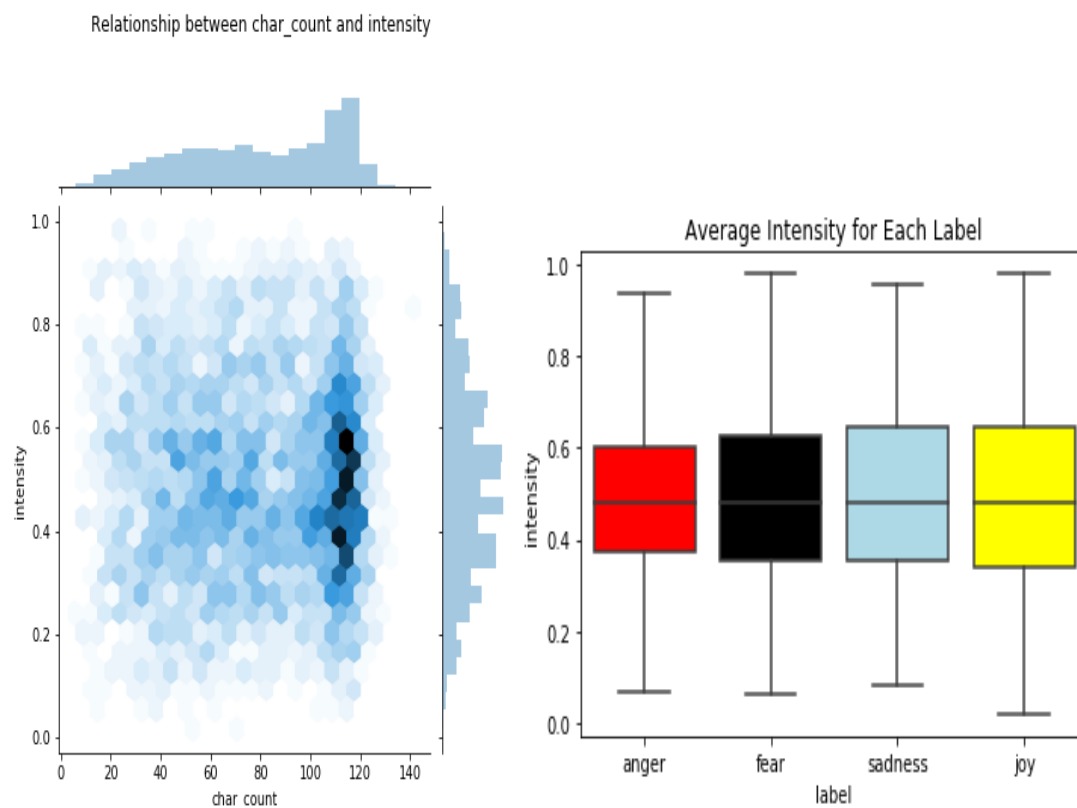 Relationship between char_count and intensity
1.0
0.8
0.6
0.4
0.2
0.0
intensity
0 20 40 60 80 100 120 140
char_count
Average Intensity for Each Label
1.0
0.8
0.6
0.4
0.2
0.0
intensity
anger fear sadness joy
label